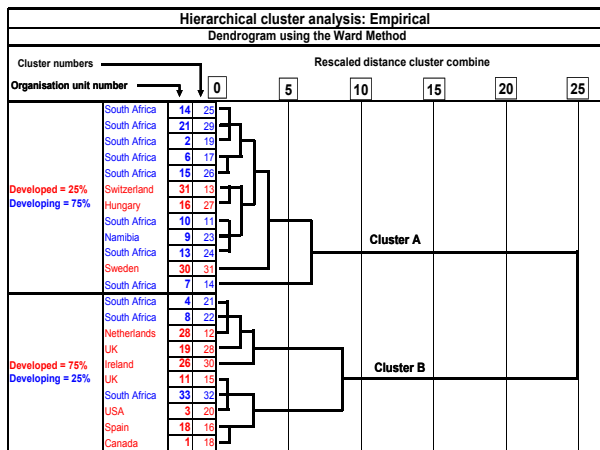 Hierarchical cluster analysis: Empirical
Dendrogram using the Ward Method
Cluster numbers
Rescaled distance cluster combine
Organisation unit number
0 5 10 15 20 25
South Africa 14 25
South Africa 21 29
South Africa 2 19
South Africa 6 17
South Africa 15 26
Developed = 25% Switzerland 31 13
Developing = 75% Hungary 16 27
South Africa 10 11
Namibia 9 23
Cluster A
South Africa 13 24
Sweden 30 31
South Africa 7 14
South Africa 4 21
South Africa 8 22
Netherlands 28 12
UK 19 28
Developed = 75% Ireland 26 30
Cluster B
Developing = 25% UK 11 15
South Africa 33 32
USA 3 20
Spain 18 16
Canada 1 18